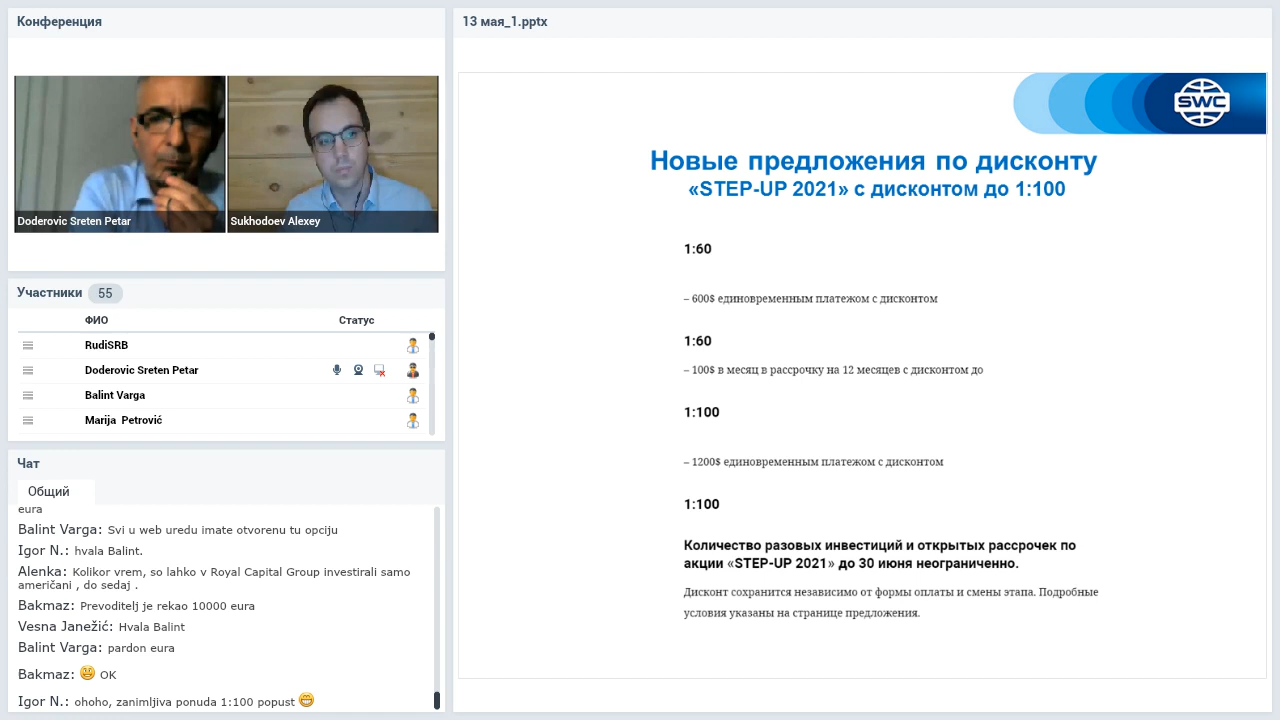 Конференция
Doderovic Sreten Petar
Sukhodoev Alexey
Участники 55
ФИО Статус
RudiSRB
Doderovic Sreten Petar
Balint Varga
Marija Petrović
Чат
Общий
eura
Balint Varga: Svi u web uredu imate otvorenu tu opciju
Igor N.: hvala Balint.
Alenka: Kolikor vrem, so lahko v Royal Capital Group investirali samo
američani , do sedaj .
Bakmaz: Prevoditelj je rekao 10000 eura
Vesna Janežić: Hvala Balint
Balint Varga: pardon eura
Bakmaz: OK
Igor N.: ohoho, zanimljiva ponuda 1:100 popust
13 мая_1.pptx
SWC
Новые предложения по дисконту
«STEP-UP 2021» с дисконтом до 1:100
1:60
– 600$ единовременным платежом с дисконтом
1:60
– 100$ в месяц в рассрочку на 12 месяцев с дисконтом до
1:100
– 1200$ единовременным платежом с дисконтом
1:100
Количество разовых инвестиций и открытых рассрочек по
акции «STEP-UP 2021» до 30 июня неограниченно.
Дисконт сохранится независимо от формы оплаты и смены этапа. Подробные
условия указаны на странице предложения.